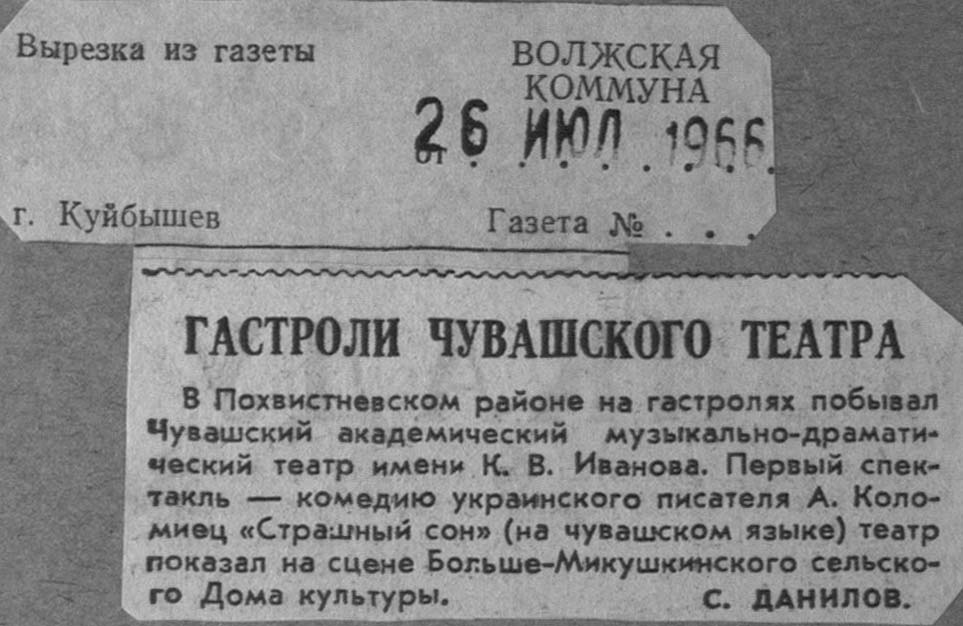 Вырезка из газеты
ВОЛЖСКАЯ
КОММУНА
от 26 ИЮЛ 1966
г. Куйбышев
Газета № . . .
ГАСТРОЛИ ЧУВАШСКОГО ТЕАТРА
В Похвистневском районе на гастролях побывал
Чувашский академический музыкально-драмати-
ческий театр имени К. В. Иванова. Первый спек-
такль — комедию украинского писателя А. Коло-
миец «Страшный сон» (на чувашском языке) театр
показал на сцене Больше-Микушкинского сельско-
го Дома культуры.
С. ДАНИЛОВ.